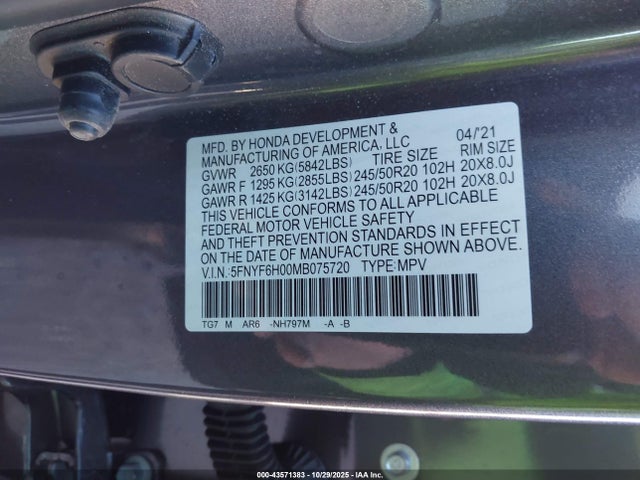 MFD. BY HONDA DEVELOPMENT & 04/'21
MANUFACTURING OF AMERICA, LLC
GVWR 2650 KG(5842LBS) TIRE SIZE RIM SIZE
GAWR F 1295 KG(2855LBS) 245/50R20 102H 20X8.0J
GAWR R 1425 KG(3142LBS) 245/50R20 102H 20X8.0J
THIS VEHICLE CONFORMS TO ALL APPLICABLE
FEDERAL MOTOR VEHICLE SAFETY
AND THEFT PREVENTION STANDARDS IN EFFECT
ON THE DATE OF MANUFACTURE SHOWN ABOVE.
V.I.N.:5FNYF6H00MB075720 TYPE:MPV
TG7 M AR6 -NH797M -A -B
000-43571383 | 10/29/2025 - IAA Inc.